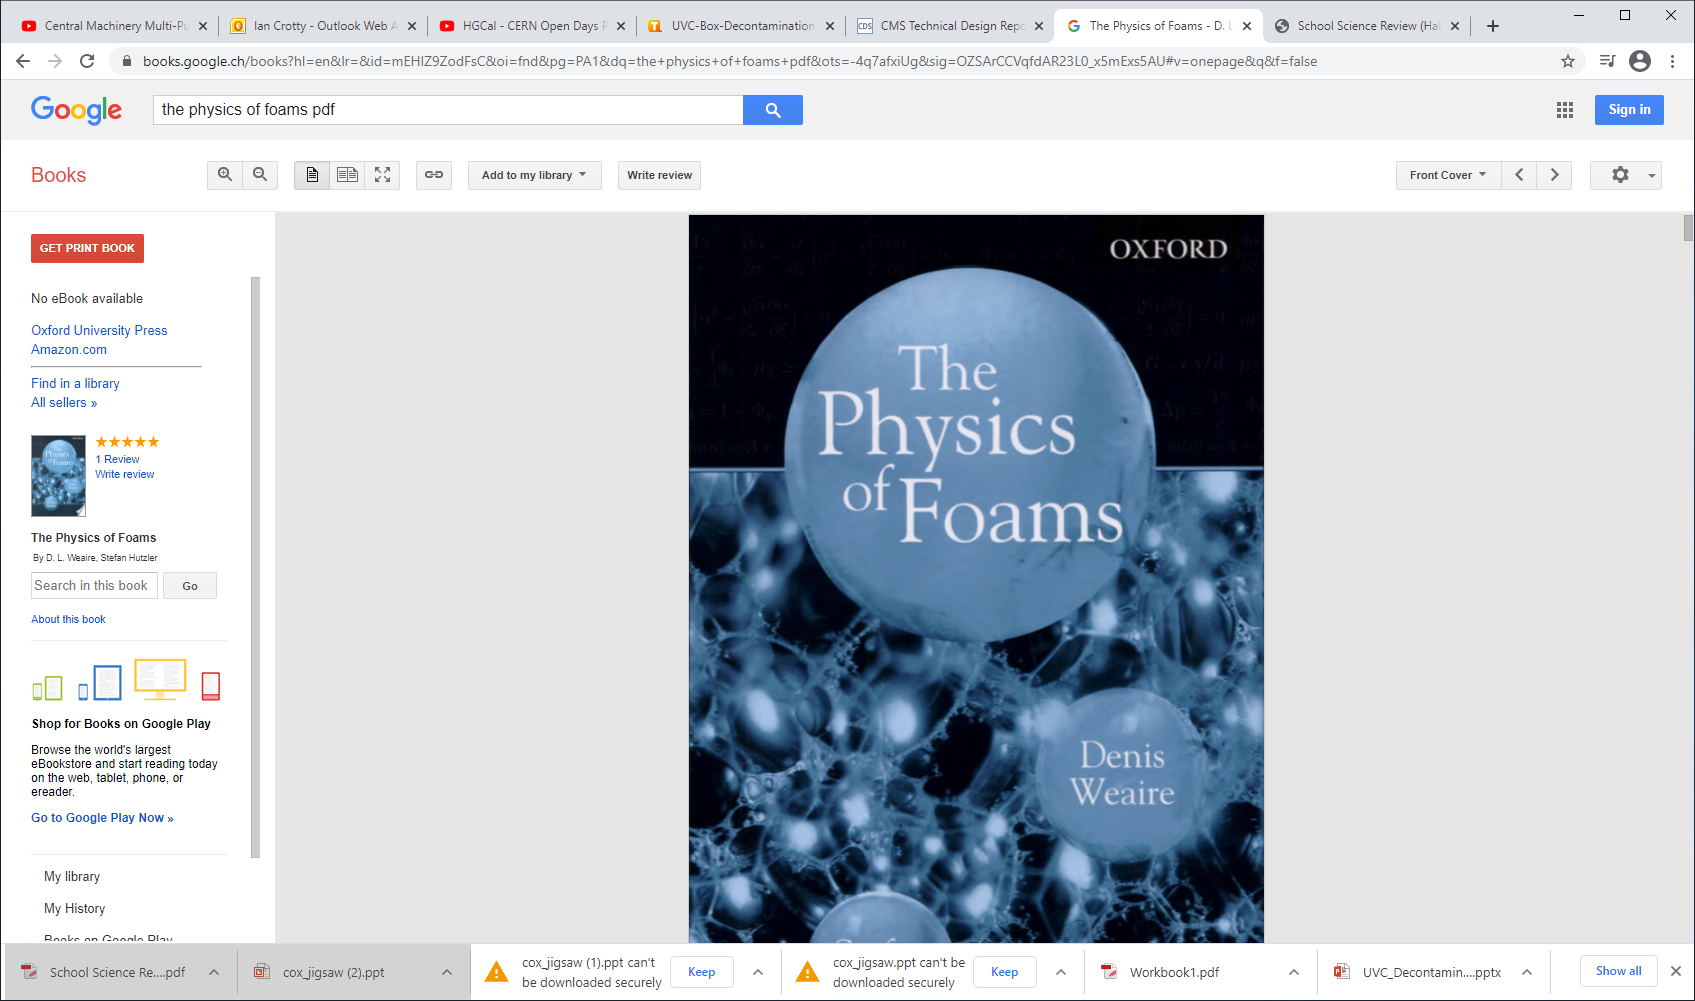 Central Machinery Multi-Pu
Ian Crotty - Outlook Web A
HGCal - CERN Open Days P
UVC-Box-Decontamination
CMS Technical Design Repo
The Physics of Foams - D. L
School Science Review (Hal
books.google.ch/books?hl=en&lr=&id=mEHIZ9ZodFsC&oi=fnd&pg=PA1&dq=the+physics+of+foams+pdf&ots=-4q7afxiUg&sig=OZSArCCVqfdAR23L0_x5mExs5AU#v=onepage&q&f=false
Google
the physics of foams pdf
Sign in
Books
Add to my library
Write review
Front Cover
GET PRINT BOOK
No eBook available
Oxford University Press
Amazon.com
Find in a library
All sellers »
1 Review
Write review
The Physics of Foams
By D. L. Weaire, Stefan Hutzler
Search in this book
Go
About this book
Shop for Books on Google Play
Browse the world's largest
eBookstore and start reading today
on the web, tablet, phone, or
ereader.
Go to Google Play Now »
My library
My History
Books on Google Play
OXFORD
The
Physics
of Foams
Denis
Weaire
School Science Re....pdf
cox_jigsaw (2).ppt
cox_jigsaw (1).ppt can't
be downloaded securely
Keep
cox_jigsaw.ppt can't be
downloaded securely
Keep
Workbook1.pdf
UVC_Decontamin....pptx
Show all